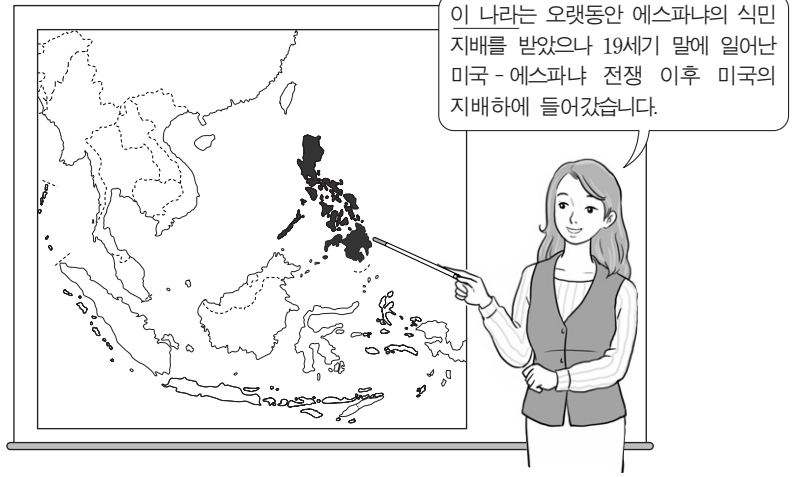 이 나라는 오랫동안 에스파냐의 식민
지배를 받았으나 19세기 말에 일어난
미국 - 에스파냐 전쟁 이후 미국의
지배하에 들어갔습니다.